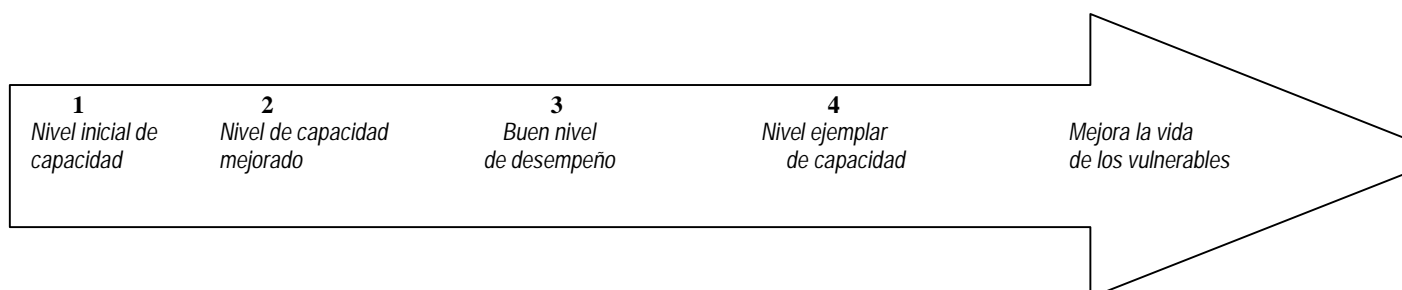 1
Nivel inicial de
capacidad
2
Nivel de capacidad
mejorado
3
Buen nivel
de desempeño
4
Nivel ejemplar
de capacidad
Mejora la vida
de los vulnerables